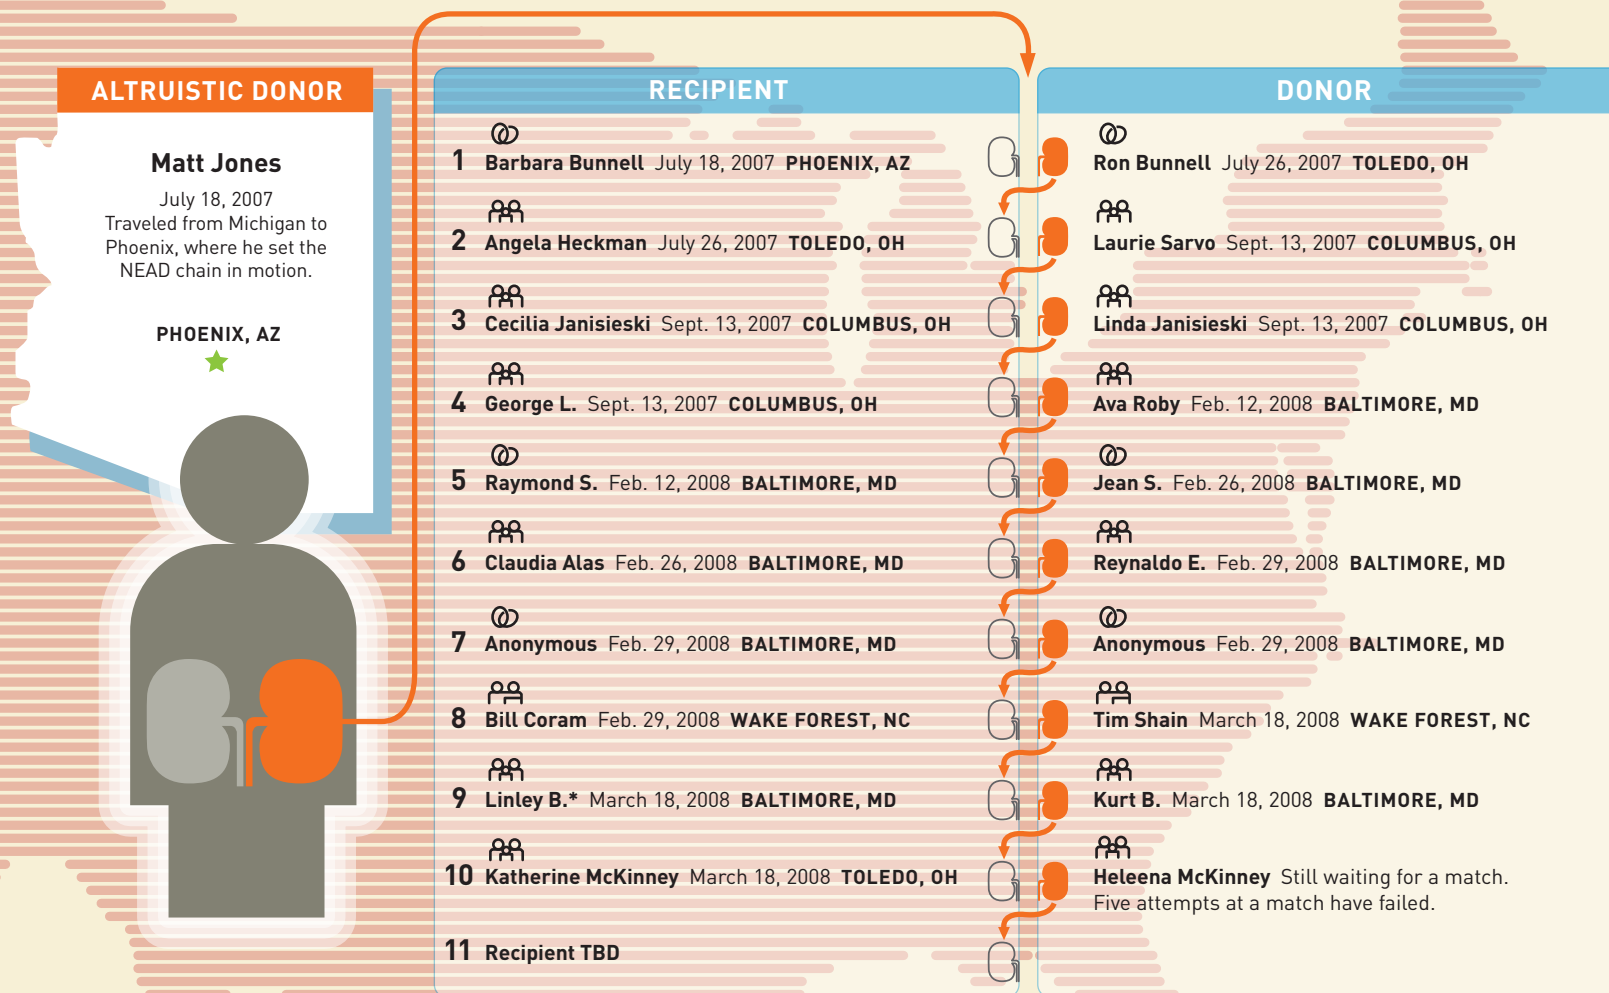 ALTRUISTIC DONOR
Matt Jones
July 18, 2007
Traveled from Michigan to
Phoenix, where he set the
NEAD chain in motion.
PHOENIX, AZ
RECIPIENT
DONOR
1 Barbara Bunnell July 18, 2007 PHOENIX, AZ
Ron Bunnell July 26, 2007 TOLEDO, OH
2 Angela Heckman July 26, 2007 TOLEDO, OH
Laurie Sarvo Sept. 13, 2007 COLUMBUS, OH
3 Cecilia Janisieski Sept. 13, 2007 COLUMBUS, OH
Linda Janisieski Sept. 13, 2007 COLUMBUS, OH
4 George L. Sept. 13, 2007 COLUMBUS, OH
Ava Roby Feb. 12, 2008 BALTIMORE, MD
5 Raymond S. Feb. 12, 2008 BALTIMORE, MD
Jean S. Feb. 26, 2008 BALTIMORE, MD
6 Claudia Alas Feb. 26, 2008 BALTIMORE, MD
Reynaldo E. Feb. 29, 2008 BALTIMORE, MD
7 Anonymous Feb. 29, 2008 BALTIMORE, MD
Anonymous Feb. 29, 2008 BALTIMORE, MD
8 Bill Coram Feb. 29, 2008 WAKE FOREST, NC
Tim Shain March 18, 2008 WAKE FOREST, NC
9 Linley B.* March 18, 2008 BALTIMORE, MD
Kurt B. March 18, 2008 BALTIMORE, MD
10 Katherine McKinney March 18, 2008 TOLEDO, OH
Heleena McKinney Still waiting for a match.
Five attempts at a match have failed.
11 Recipient TBD